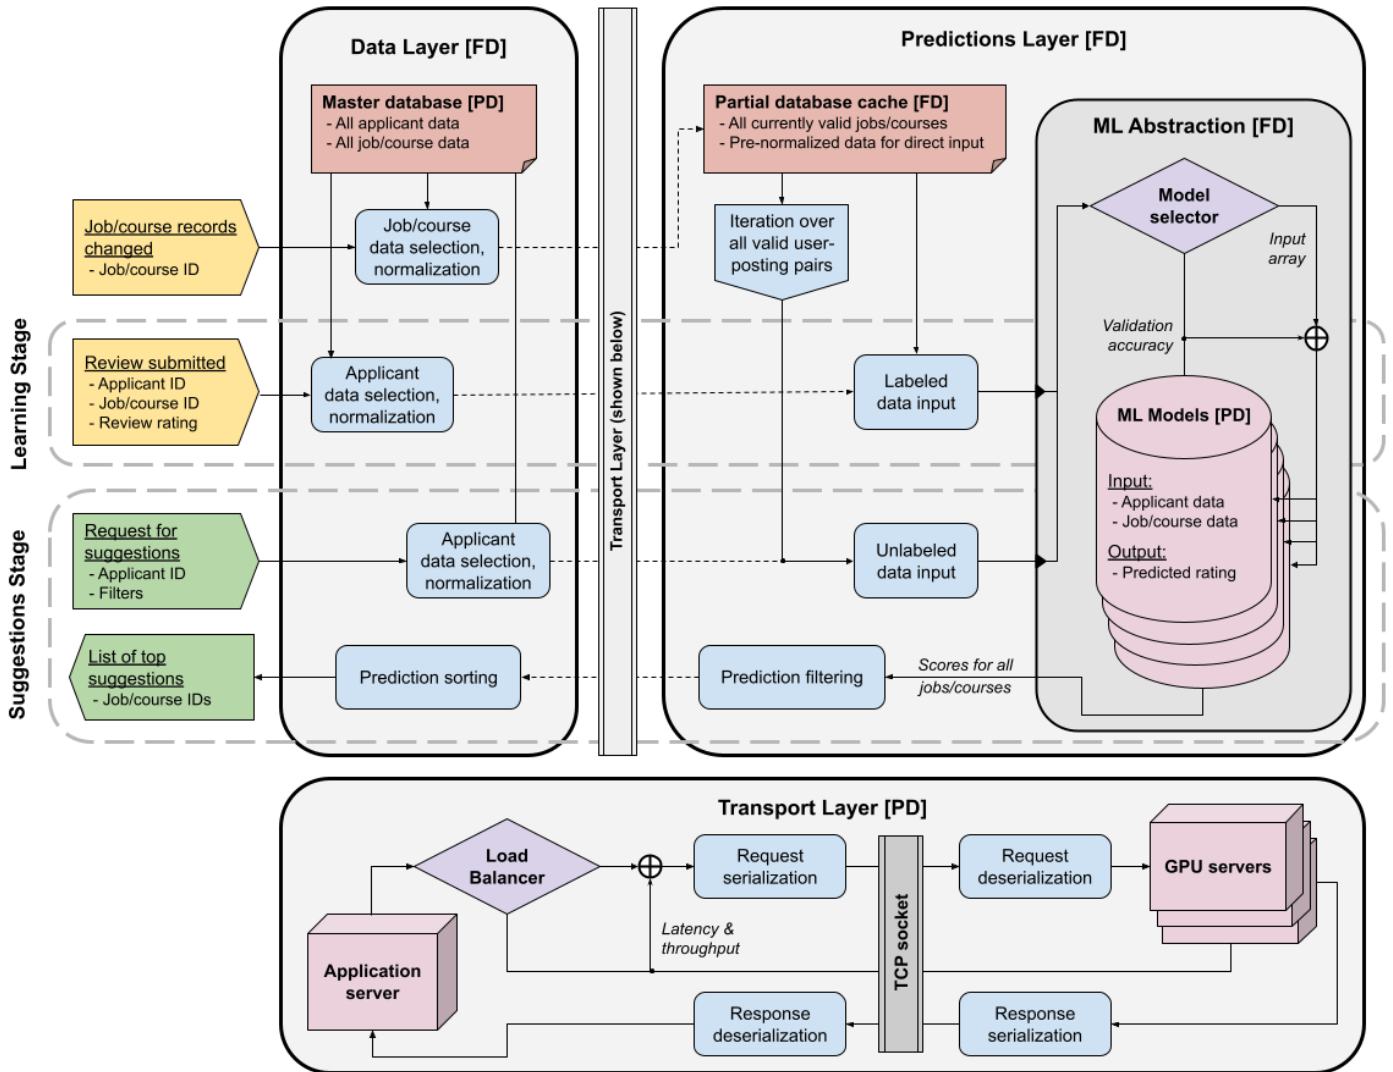 Data Layer [FD]
Predictions Layer [FD]
Master database [PD]
- All applicant data
- All job/course data
Partial database cache [FD]
- All currently valid jobs/courses
- Pre-normalized data for direct input
ML Abstraction [FD]
Model
selector
Job/course records
changed
- Job/course ID
Job/course
data selection,
normalization
Iteration over
all valid user-
posting pairs
Input
array
Validation
accuracy
Learning Stage
Review submitted
- Applicant ID
- Job/course ID
- Review rating
Applicant
data selection,
normalization
Transport Layer (shown below)
Labeled
data input
ML Models [PD]
Input:
- Applicant data
- Job/course data
Output:
- Predicted rating
Suggestions Stage
Request for
suggestions
- Applicant ID
- Filters
Applicant
data selection,
normalization
Unlabeled
data input
List of top
suggestions
- Job/course IDs
Prediction sorting
Prediction filtering
Scores for all
jobs/courses
Transport Layer [PD]
Load
Balancer
Request
serialization
Request
deserialization
GPU servers
Latency &
throughput
TCP socket
Application
server
Response
deserialization
Response
serialization